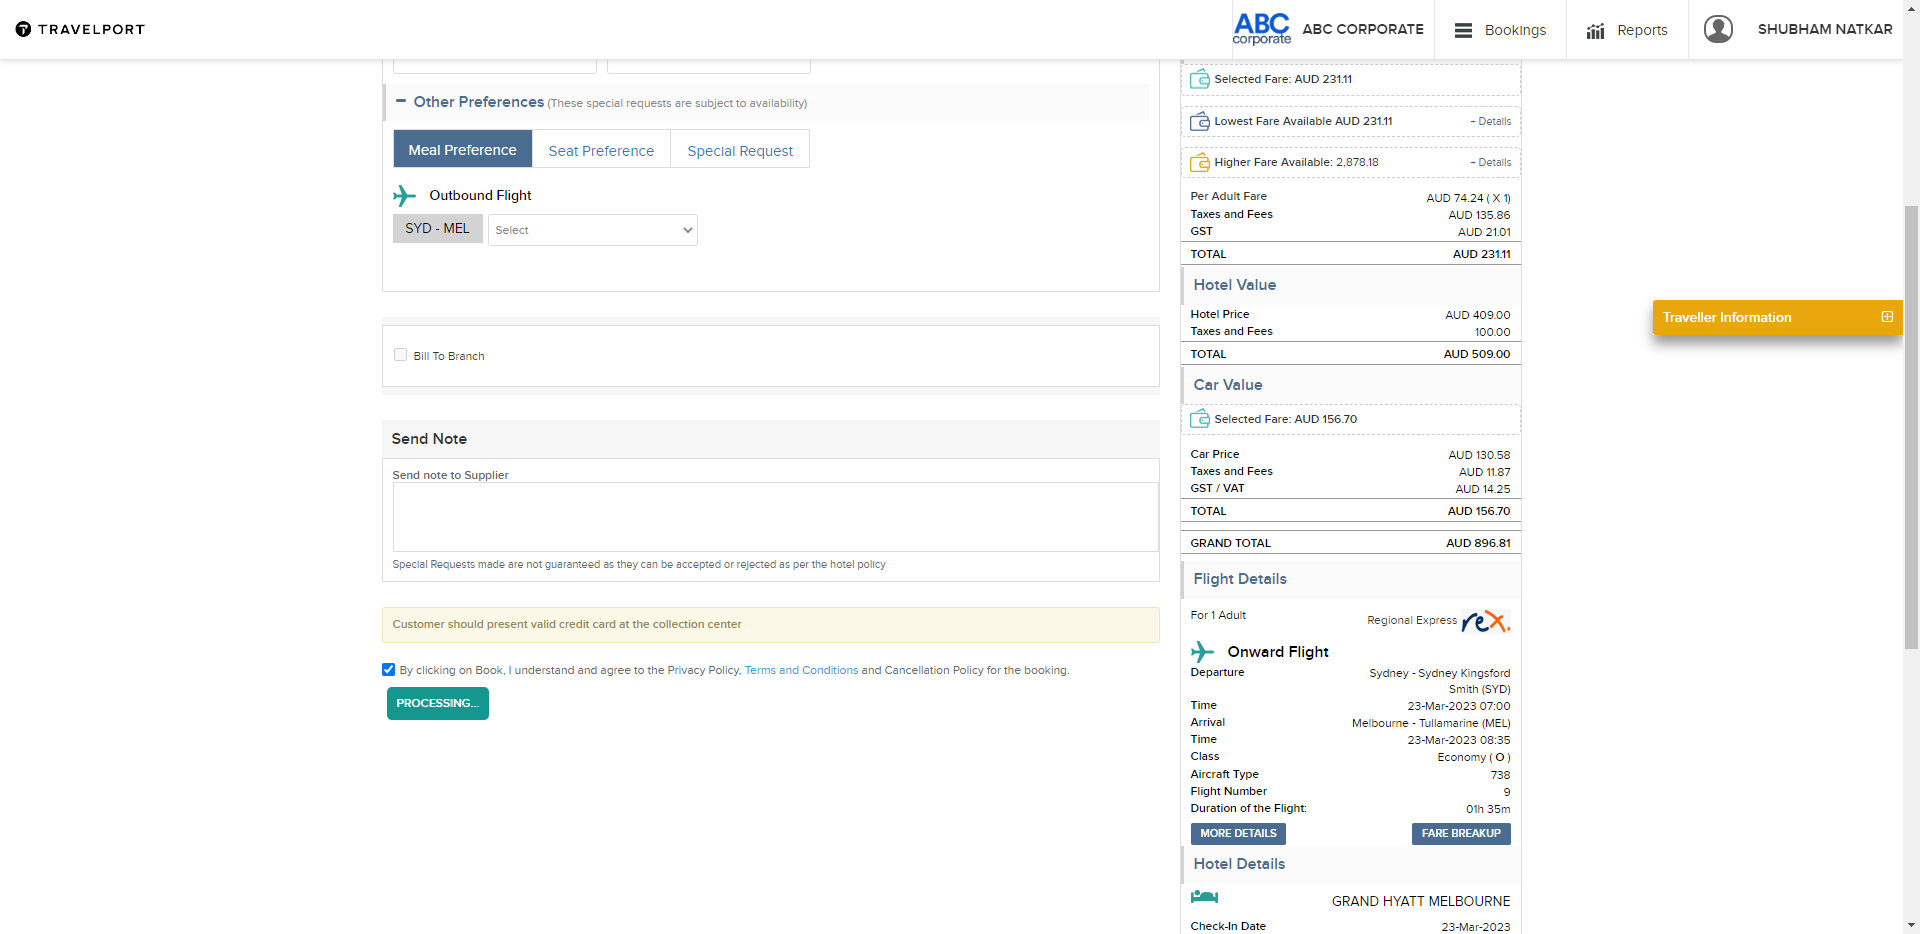 TRAVELPORT
ABC
corporate
ABC CORPORATE
Bookings
Reports
SHUBHAM NATKAR
Other Preferences (These special requests are subject to availability)
Meal Preference
Seat Preference
Special Request
Outbound Flight
SYD - MEL
Select
Bill To Branch
Send Note
Send note to Supplier
Special Requests made are not guaranteed as they can be accepted or rejected as per the hotel policy
Customer should present valid credit card at the collection center
By clicking on Book, I understand and agree to the Privacy Policy, Terms and Conditions and Cancellation Policy for the booking.
PROCESSING...
Selected Fare: AUD 231.11
Lowest Fare Available AUD 231.11 + Details
Higher Fare Available: 2,878.18 + Details
Per Adult Fare AUD 74.24 ( X 1)
Taxes and Fees AUD 135.86
GST AUD 21.01
TOTAL AUD 231.11
Hotel Value
Hotel Price AUD 409.00
Taxes and Fees 100.00
TOTAL AUD 509.00
Car Value
Selected Fare: AUD 156.70
Car Price AUD 130.58
Taxes and Fees AUD 11.87
GST / VAT AUD 14.25
TOTAL AUD 156.70
GRAND TOTAL AUD 896.81
Flight Details
For 1 Adult Regional Express rex.
Onward Flight
Departure Sydney - Sydney Kingsford
Smith (SYD)
Time 23-Mar-2023 07:00
Arrival Melbourne - Tullamarine (MEL)
Time 23-Mar-2023 08:35
Class Economy ( O )
Aircraft Type 738
Flight Number 9
Duration of the Flight: 01h 35m
MORE DETAILS FARE BREAKUP
Hotel Details
GRAND HYATT MELBOURNE
Check-In Date 23-Mar-2023
Traveller Information